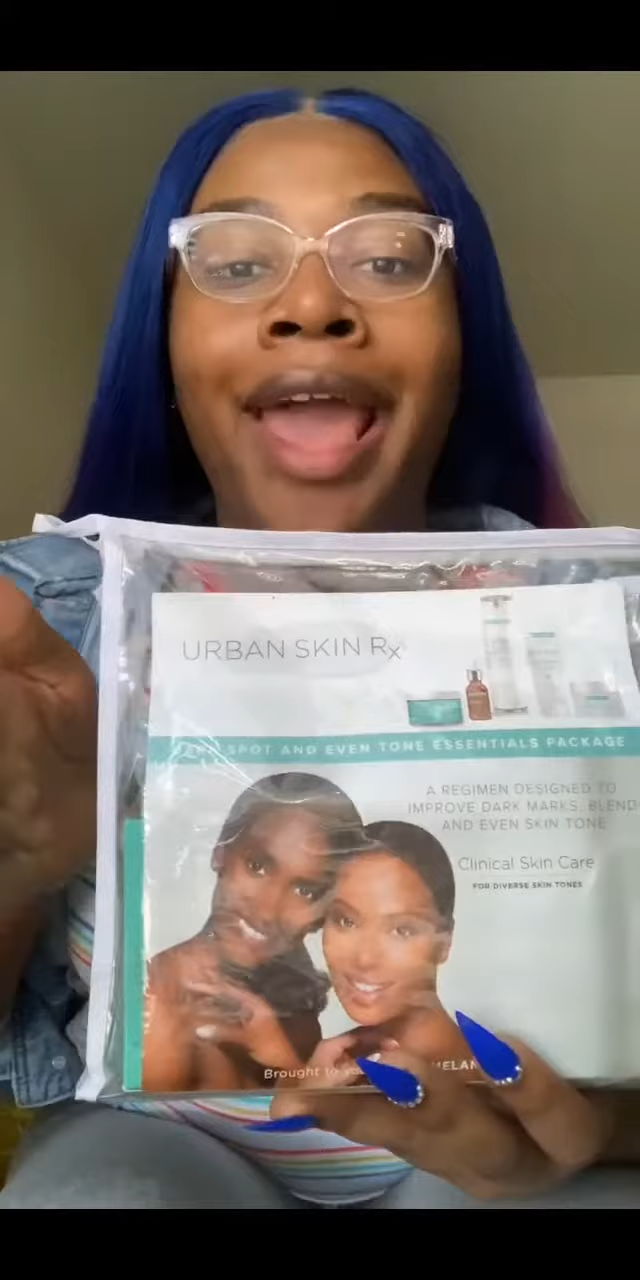 URBAN SKIN Rx
SPOT AND EVEN TONE ESSENTIALS PACKAGE
A REGIMEN DESIGNED TO
IMPROVE DARK MARKS, BLEND
AND EVEN SKIN TONE
Clinical Skin Care
FOR DIVERSE SKIN TONES
Brought to